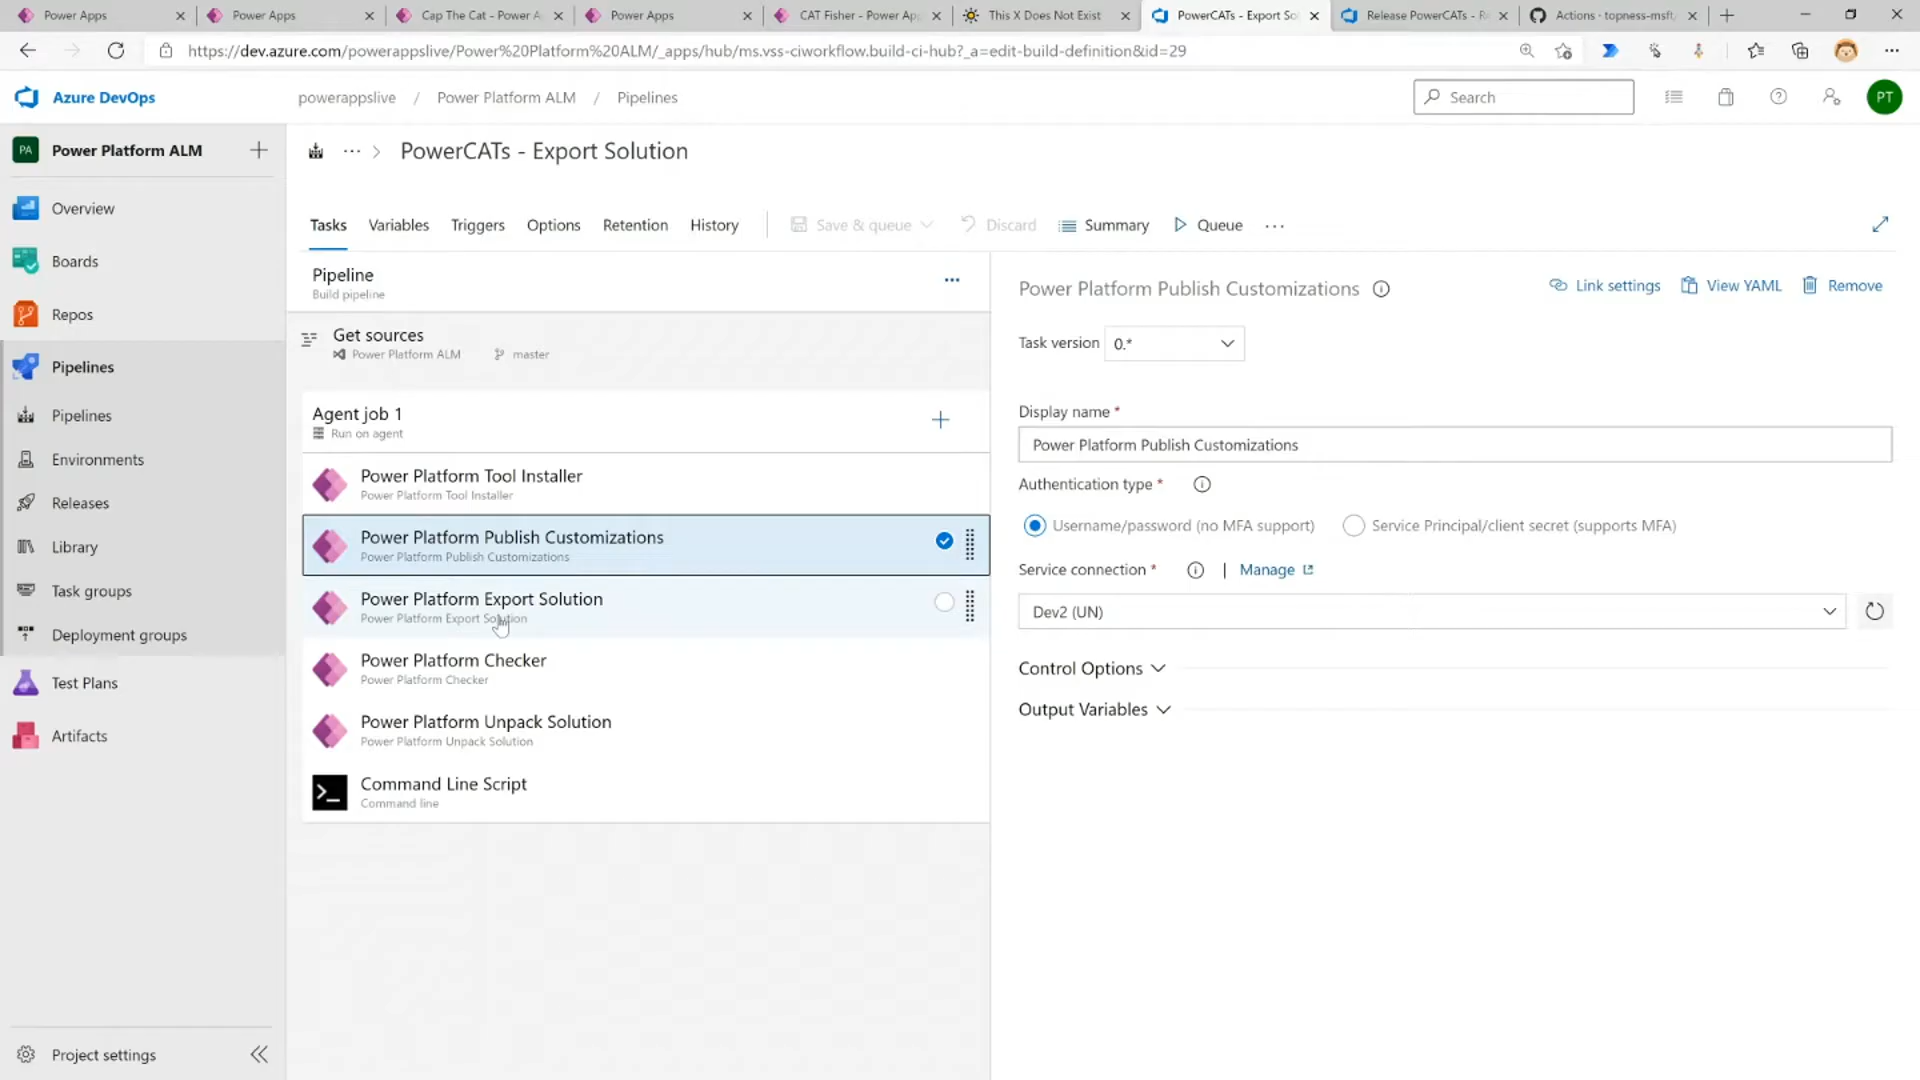 Power Apps
Power Apps
Cap The Cat - Power A
Power Apps
CAT Fisher - Power App
This X Does Not Exist
PowerCATs - Export Sol
Release PowerCATs - R
Actions · topness-msft
https://dev.azure.com/powerappslive/Power%20Platform%20ALM/_apps/hub/ms.vss-ciworkflow.build-ci-hub?_a=edit-build-definition&id=29
Azure DevOps
powerappslive / Power Platform ALM / Pipelines
Search
PT
PA Power Platform ALM
Overview
Boards
Repos
Pipelines
Pipelines
Environments
Releases
Library
Task groups
Deployment groups
Test Plans
Artifacts
Project settings
··· > PowerCATs - Export Solution
Tasks Variables Triggers Options Retention History Save & queue Discard Summary Queue ···
Pipeline
Build pipeline
Get sources
Power Platform ALM master
Agent job 1
Run on agent
Power Platform Tool Installer
Power Platform Tool Installer
Power Platform Publish Customizations
Power Platform Publish Customizations
Power Platform Export Solution
Power Platform Export Solution
Power Platform Checker
Power Platform Checker
Power Platform Unpack Solution
Power Platform Unpack Solution
Command Line Script
Command line
Power Platform Publish Customizations
Link settings View YAML Remove
Task version 0.*
Display name *
Power Platform Publish Customizations
Authentication type *
Username/password (no MFA support) Service Principal/client secret (supports MFA)
Service connection * | Manage
Dev2 (UN)
Control Options
Output Variables